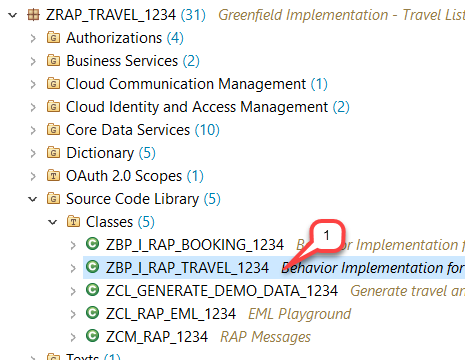 ZRAP_TRAVEL_1234 (31) Greenfield Implementation - Travel List
Authorizations (4)
Business Services (2)
Cloud Communication Management (1)
Cloud Identity and Access Management (2)
Core Data Services (10)
Dictionary (5)
OAuth 2.0 Scopes (1)
Source Code Library (5)
Classes (5)
1
ZBP_I_RAP_BOOKING_1234 Implementation f
ZBP_I_RAP_TRAVEL_1234 Behavior Implementation for
ZCL_GENERATE_DEMO_DATA_1234 Generate travel an
ZCL_RAP_EML_1234 EML Playground
ZCM_RAP_1234 RAP Messages
Texts (1)